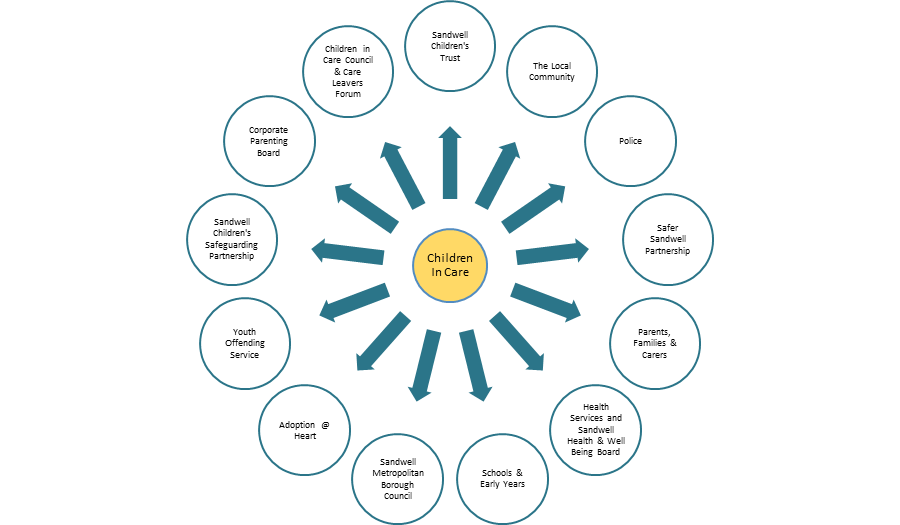 Sandwell
Children's
Trust
The Local
Community
Police
Safer
Sandwell
Partnership
Parents,
Families &
Carers
Health
Services and
Sandwell
Health & Well
Being Board
Schools &
Early Years
Sandwell
Metropolitan
Borough
Council
Adoption @
Heart
Youth
Offending
Service
Sandwell
Children's
Safeguarding
Partnership
Corporate
Parenting
Board
Children in
Care Council
& Care
Leavers
Forum
Children
In Care